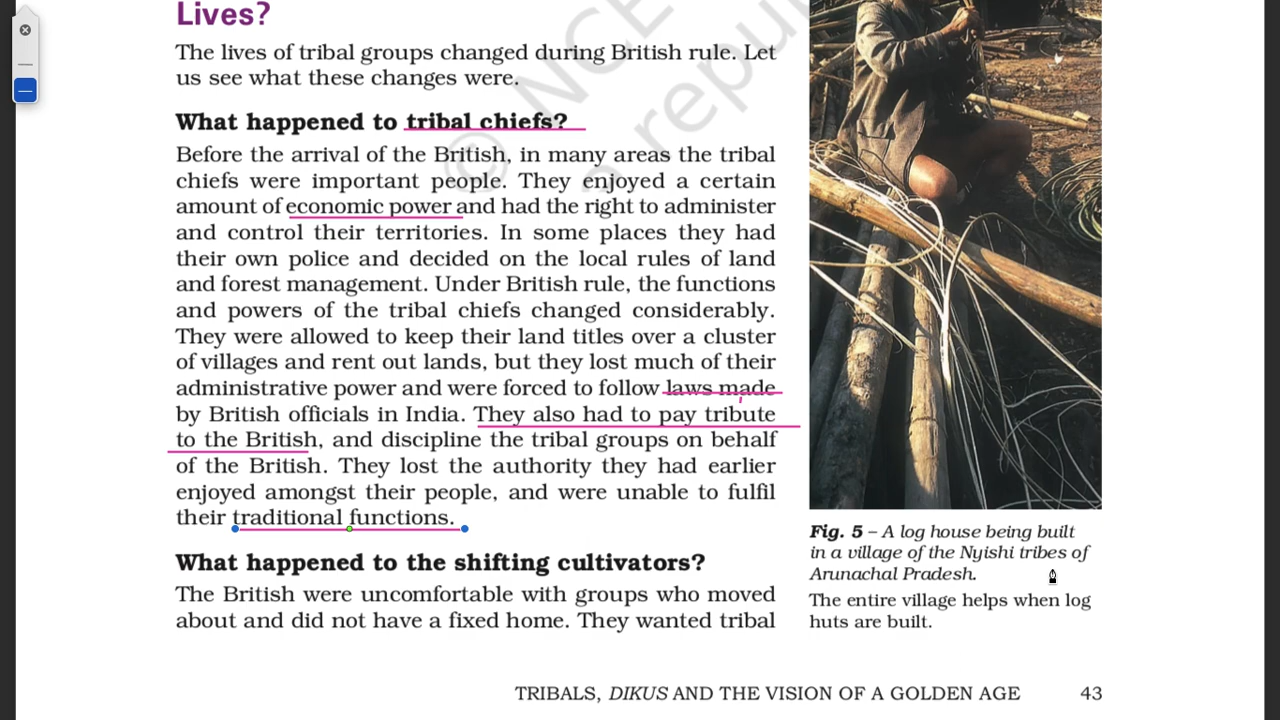 Lives?
The lives of tribal groups changed during British rule. Let
us see what these changes were.
What happened to tribal chiefs?
Before the arrival of the British, in many areas the tribal
chiefs were important people. They enjoyed a certain
amount of economic power and had the right to administer
and control their territories. In some places they had
their own police and decided on the local rules of land
and forest management. Under British rule, the functions
and powers of the tribal chiefs changed considerably.
They were allowed to keep their land titles over a cluster
of villages and rent out lands, but they lost much of their
administrative power and were forced to follow laws made
by British officials in India. They also had to pay tribute
to the British, and discipline the tribal groups on behalf
of the British. They lost the authority they had earlier
enjoyed amongst their people, and were unable to fulfil
their traditional functions.
What happened to the shifting cultivators?
The British were uncomfortable with groups who moved
about and did not have a fixed home. They wanted tribal
Fig. 5 – A log house being built
in a village of the Nyishi tribes of
Arunachal Pradesh.
The entire village helps when log
huts are built.
TRIBALS, DIKUS AND THE VISION OF A GOLDEN AGE 43